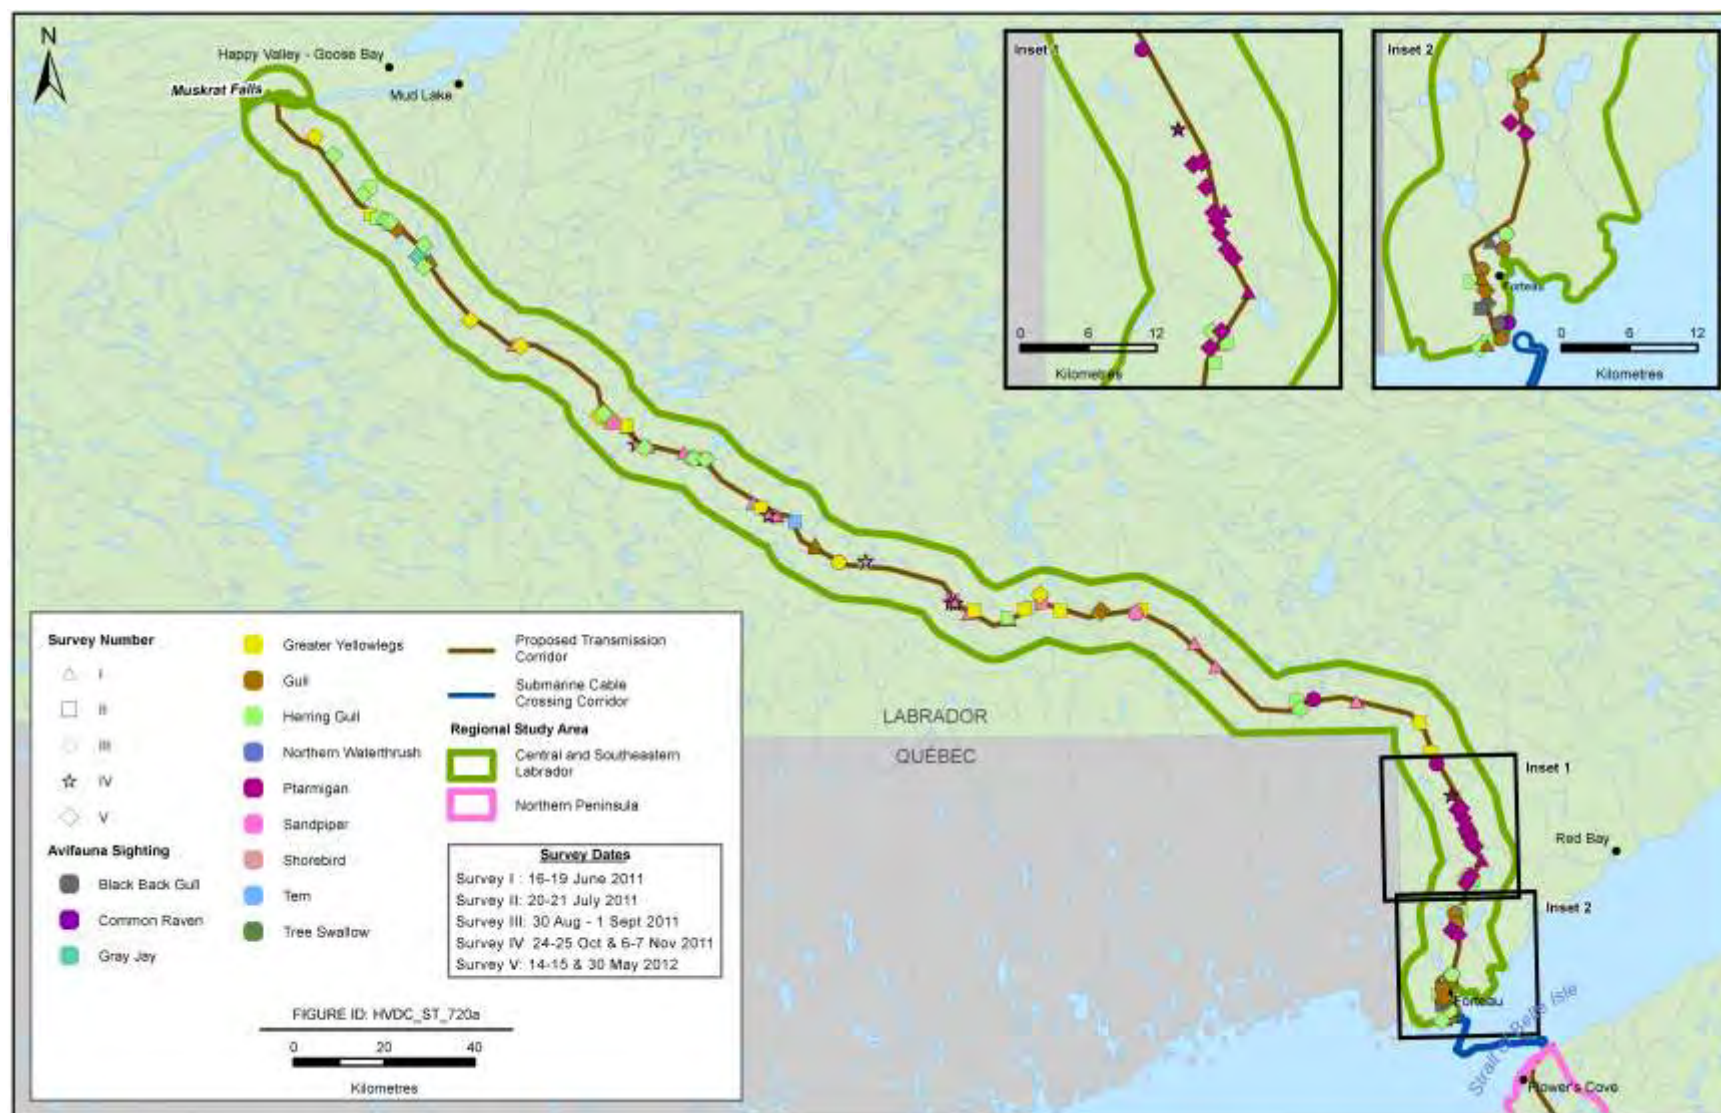 N
Happy Valley - Goose Bay
Muskrat Falls
Mud Lake
Inset 1
0 6 12
Kilometres
Inset 2
Forteau
0 6 12
Kilometres
LABRADOR
QUÉBEC
Inset 1
Red Bay
Inset 2
Forteau
Strait of Belle Isle
Flower's Cove
Survey Number
I
II
III
IV
V
Avifauna Sighting
Black Back Gull
Common Raven
Gray Jay
Greater Yellowlegs
Gull
Herring Gull
Northern Waterthrush
Ptarmigan
Sandpiper
Shorebird
Tern
Tree Swallow
Proposed Transmission
Corridor
Submarine Cable
Crossing Corridor
Regional Study Area
Central and Southeastern
Labrador
Northern Peninsula
Survey Dates
Survey I : 16-19 June 2011
Survey II: 20-21 July 2011
Survey III: 30 Aug - 1 Sept 2011
Survey IV: 24-25 Oct & 6-7 Nov 2011
Survey V: 14-15 & 30 May 2012
FIGURE ID: HVDC_ST_720a
0 20 40
Kilometres